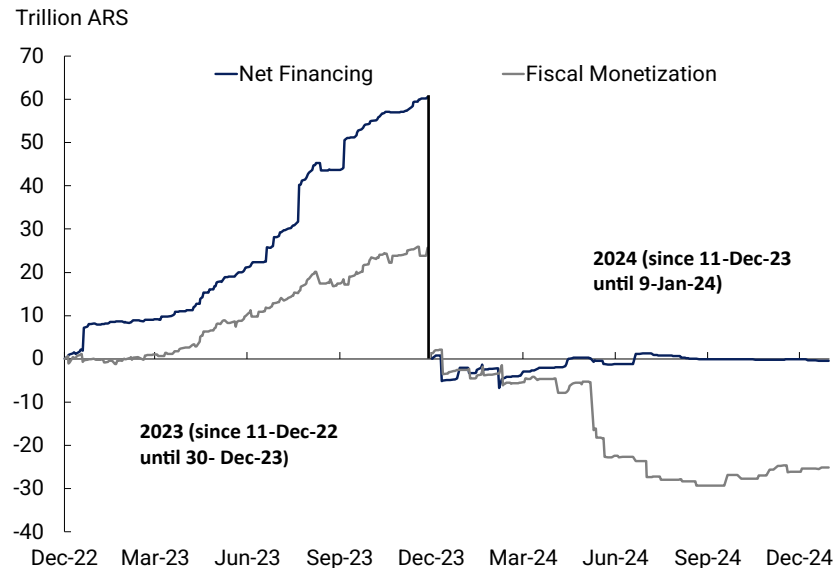 Trillion ARS
70
60
50
40
30
20
10
0
-10
-20
-30
-40
Net Financing
Fiscal Monetization
2024 (since 11-Dec-23
until 9-Jan-24)
2023 (since 11-Dec-22
until 30- Dec-23)
Dec-22 Mar-23 Jun-23 Sep-23 Dec-23 Mar-24 Jun-24 Sep-24 Dec-24